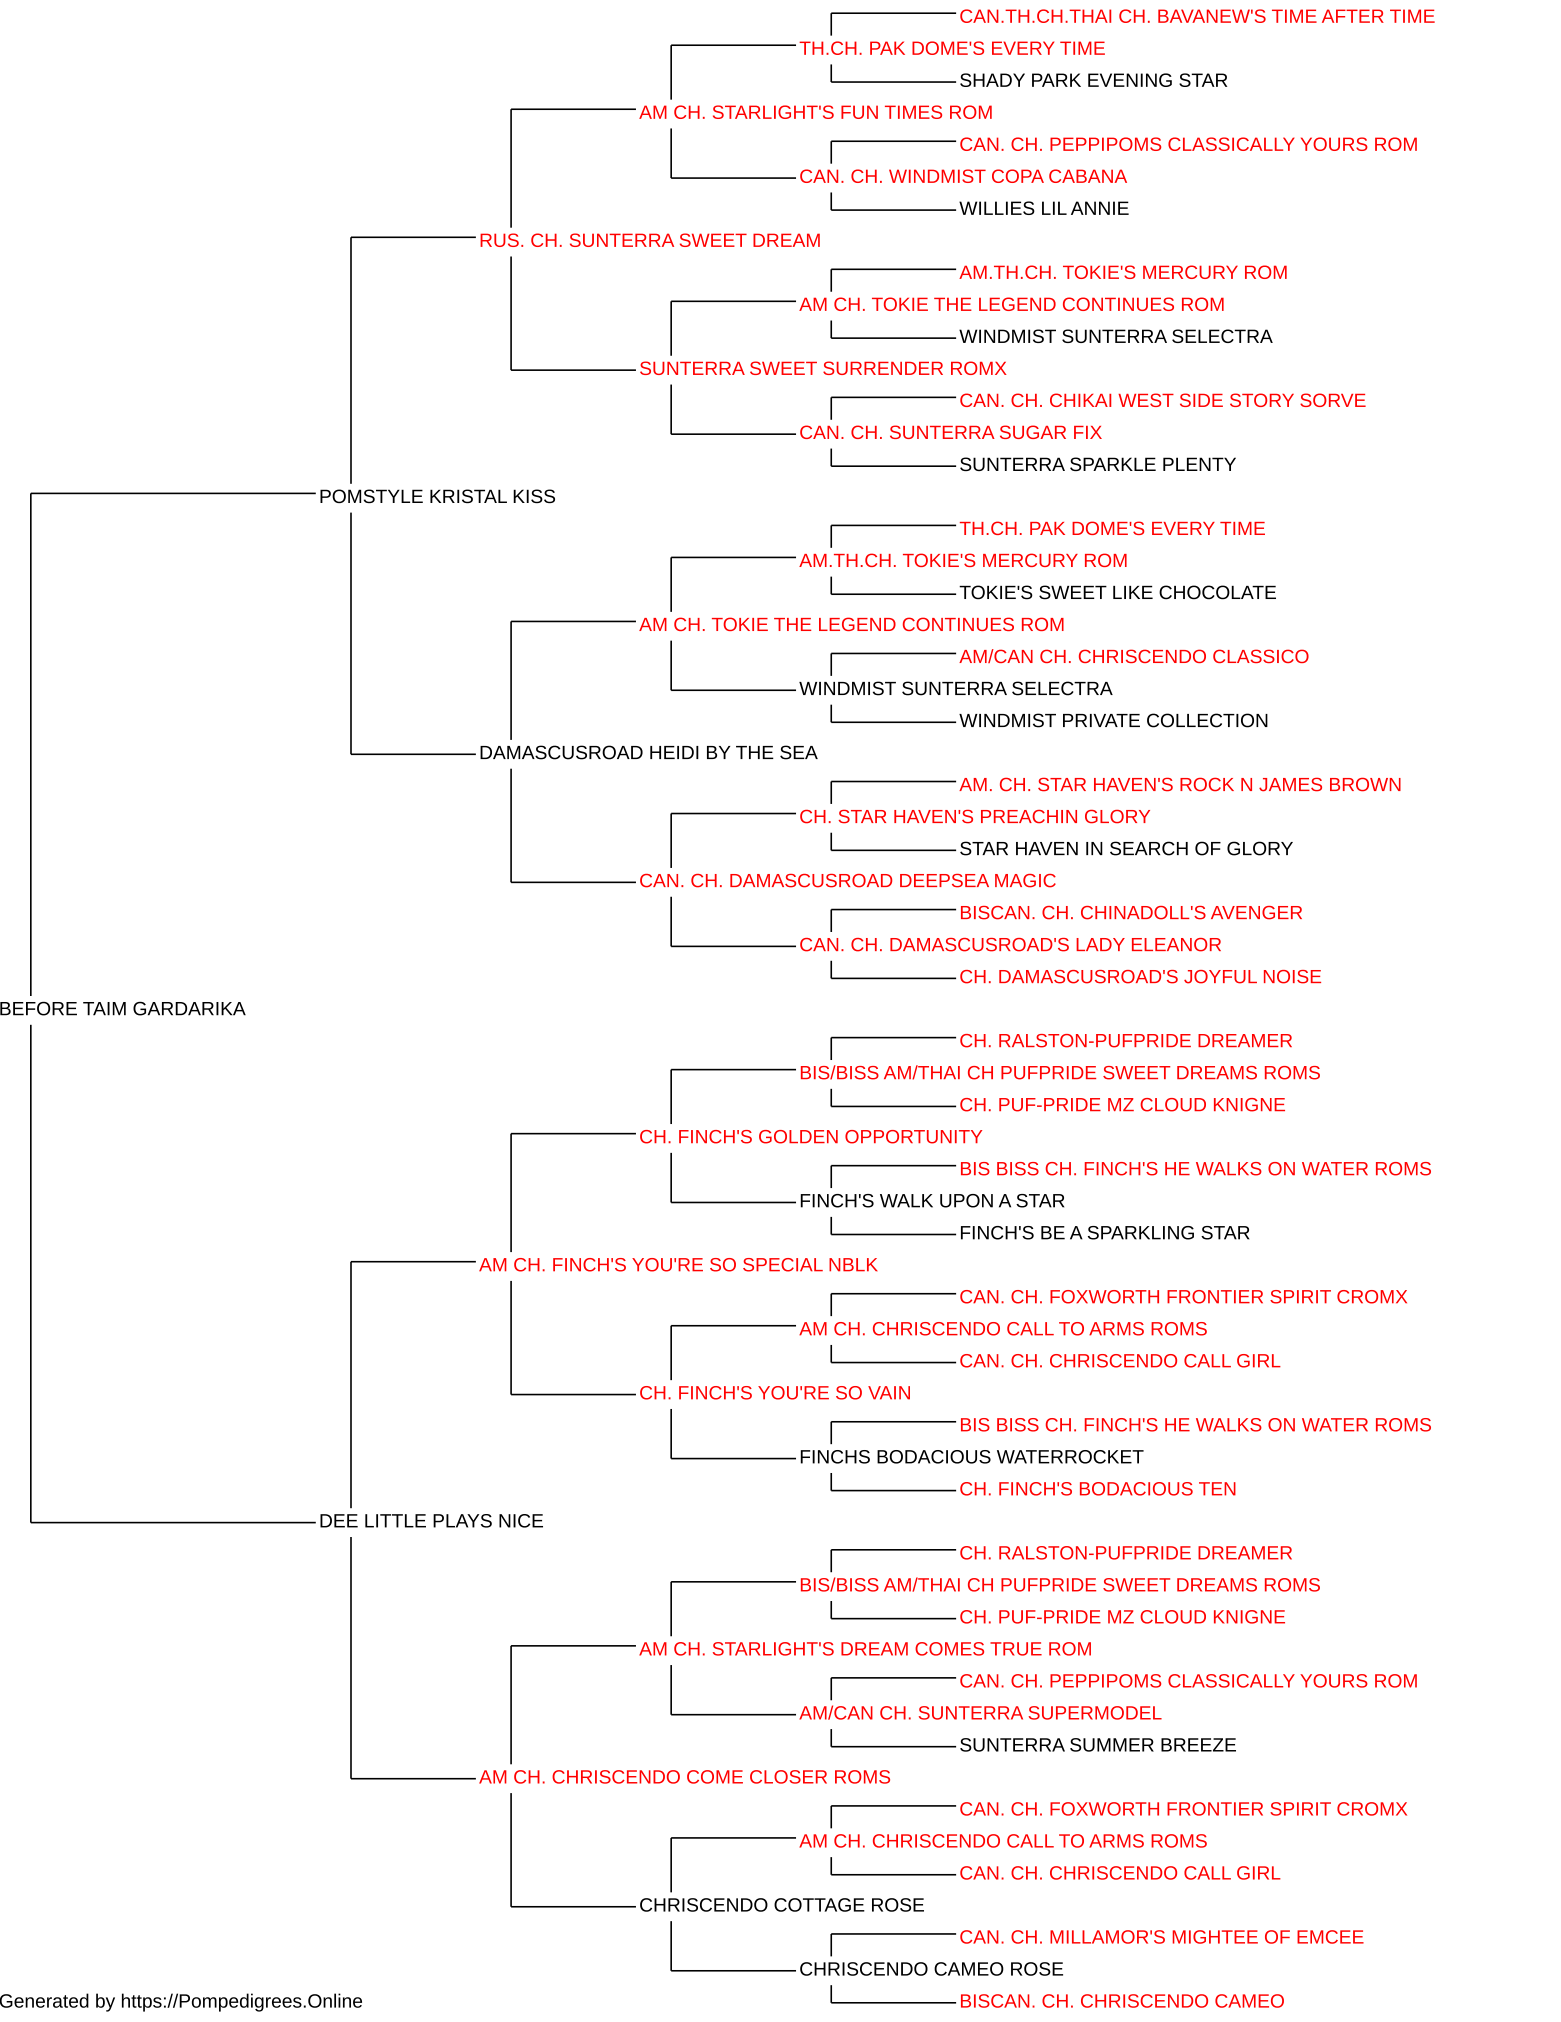 CAN.TH.CH.THAI CH. BAVANEW'S TIME AFTER TIME
TH.CH. PAK DOME'S EVERY TIME
SHADY PARK EVENING STAR
AM CH. STARLIGHT'S FUN TIMES ROM
CAN. CH. PEPPIPOMS CLASSICALLY YOURS ROM
CAN. CH. WINDMIST COPA CABANA
WILLIES LIL ANNIE
RUS. CH. SUNTERRA SWEET DREAM
AM.TH.CH. TOKIE'S MERCURY ROM
AM CH. TOKIE THE LEGEND CONTINUES ROM
WINDMIST SUNTERRA SELECTRA
SUNTERRA SWEET SURRENDER ROMX
CAN. CH. CHIKAI WEST SIDE STORY SORVE
CAN. CH. SUNTERRA SUGAR FIX
SUNTERRA SPARKLE PLENTY
POMSTYLE KRISTAL KISS
TH.CH. PAK DOME'S EVERY TIME
AM.TH.CH. TOKIE'S MERCURY ROM
TOKIE'S SWEET LIKE CHOCOLATE
AM CH. TOKIE THE LEGEND CONTINUES ROM
AM/CAN CH. CHRISCENDO CLASSICO
WINDMIST SUNTERRA SELECTRA
WINDMIST PRIVATE COLLECTION
DAMASCUSROAD HEIDI BY THE SEA
AM. CH. STAR HAVEN'S ROCK N JAMES BROWN
CH. STAR HAVEN'S PREACHIN GLORY
STAR HAVEN IN SEARCH OF GLORY
CAN. CH. DAMASCUSROAD DEEPSEA MAGIC
BISCAN. CH. CHINADOLL'S AVENGER
CAN. CH. DAMASCUSROAD'S LADY ELEANOR
CH. DAMASCUSROAD'S JOYFUL NOISE
BEFORE TAIM GARDARIKA
CH. RALSTON-PUFPRIDE DREAMER
BIS/BISS AM/THAI CH PUFPRIDE SWEET DREAMS ROMS
CH. PUF-PRIDE MZ CLOUD KNIGNE
CH. FINCH'S GOLDEN OPPORTUNITY
BIS BISS CH. FINCH'S HE WALKS ON WATER ROMS
FINCH'S WALK UPON A STAR
FINCH'S BE A SPARKLING STAR
AM CH. FINCH'S YOU'RE SO SPECIAL NBLK
CAN. CH. FOXWORTH FRONTIER SPIRIT CROMX
AM CH. CHRISCENDO CALL TO ARMS ROMS
CAN. CH. CHRISCENDO CALL GIRL
CH. FINCH'S YOU'RE SO VAIN
BIS BISS CH. FINCH'S HE WALKS ON WATER ROMS
FINCHS BODACIOUS WATERROCKET
CH. FINCH'S BODACIOUS TEN
DEE LITTLE PLAYS NICE
CH. RALSTON-PUFPRIDE DREAMER
BIS/BISS AM/THAI CH PUFPRIDE SWEET DREAMS ROMS
CH. PUF-PRIDE MZ CLOUD KNIGNE
AM CH. STARLIGHT'S DREAM COMES TRUE ROM
CAN. CH. PEPPIPOMS CLASSICALLY YOURS ROM
AM/CAN CH. SUNTERRA SUPERMODEL
SUNTERRA SUMMER BREEZE
AM CH. CHRISCENDO COME CLOSER ROMS
CAN. CH. FOXWORTH FRONTIER SPIRIT CROMX
AM CH. CHRISCENDO CALL TO ARMS ROMS
CAN. CH. CHRISCENDO CALL GIRL
CHRISCENDO COTTAGE ROSE
CAN. CH. MILLAMOR'S MIGHTEE OF EMCEE
CHRISCENDO CAMEO ROSE
BISCAN. CH. CHRISCENDO CAMEO
Generated by https://Pompedigrees.Online